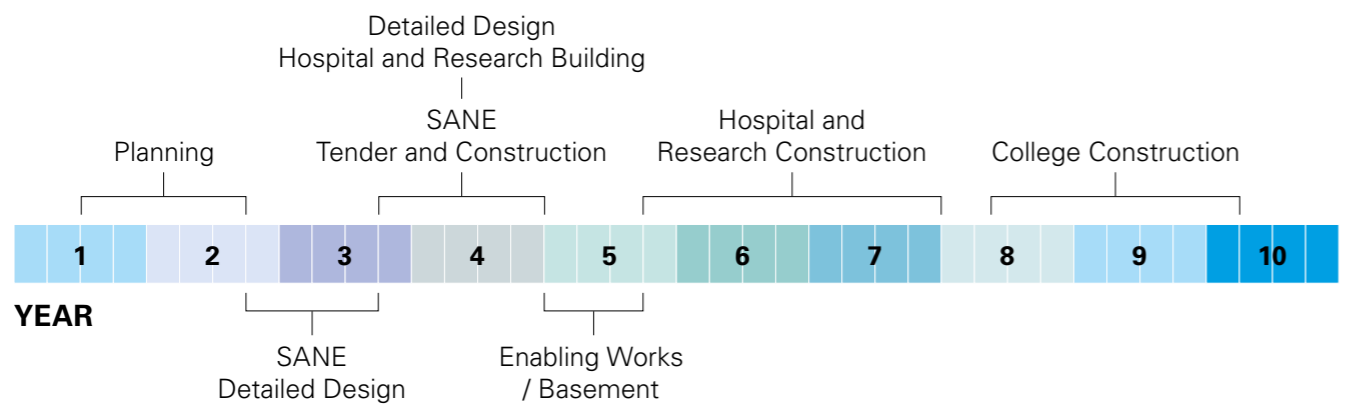 Detailed Design
Hospital and Research Building
SANE
Tender and Construction
Planning
Hospital and
Research Construction
College Construction
1 2 3 4 5 6 7 8 9 10
YEAR
SANE
Detailed Design
Enabling Works
/ Basement